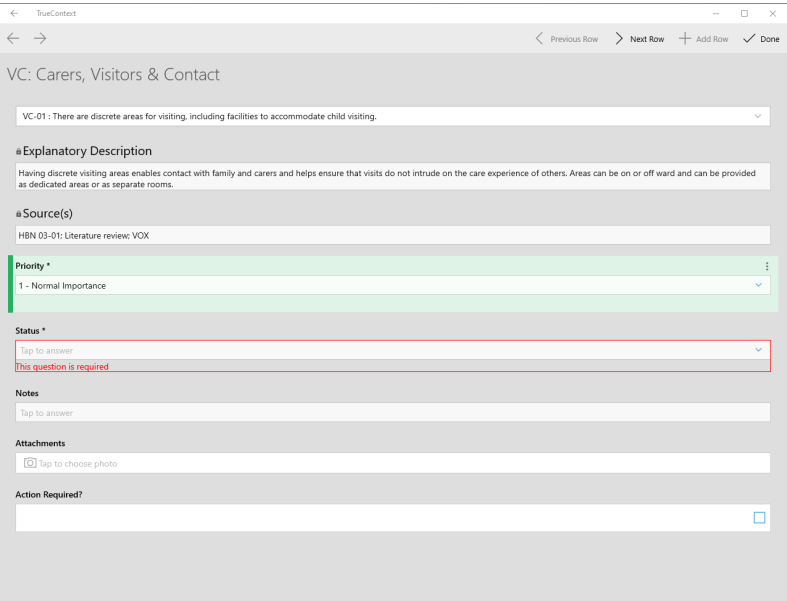 TrueContext
Previous Row
Next Row
Add Row
Done
VC: Carers, Visitors & Contact
VC-01 : There are discrete areas for visiting, including facilities to accommodate child visiting.
Explanatory Description
Having discrete visiting areas enables contact with family and carers and helps ensure that visits do not intrude on the care experience of others. Areas can be on or off ward and can be provided
as dedicated areas or as separate rooms.
Source(s)
HBN 03-01; Literature review; VOX
Priority *
1 - Normal Importance
Status *
Tap to answer
This question is required
Notes
Tap to answer
Attachments
Tap to choose photo
Action Required?